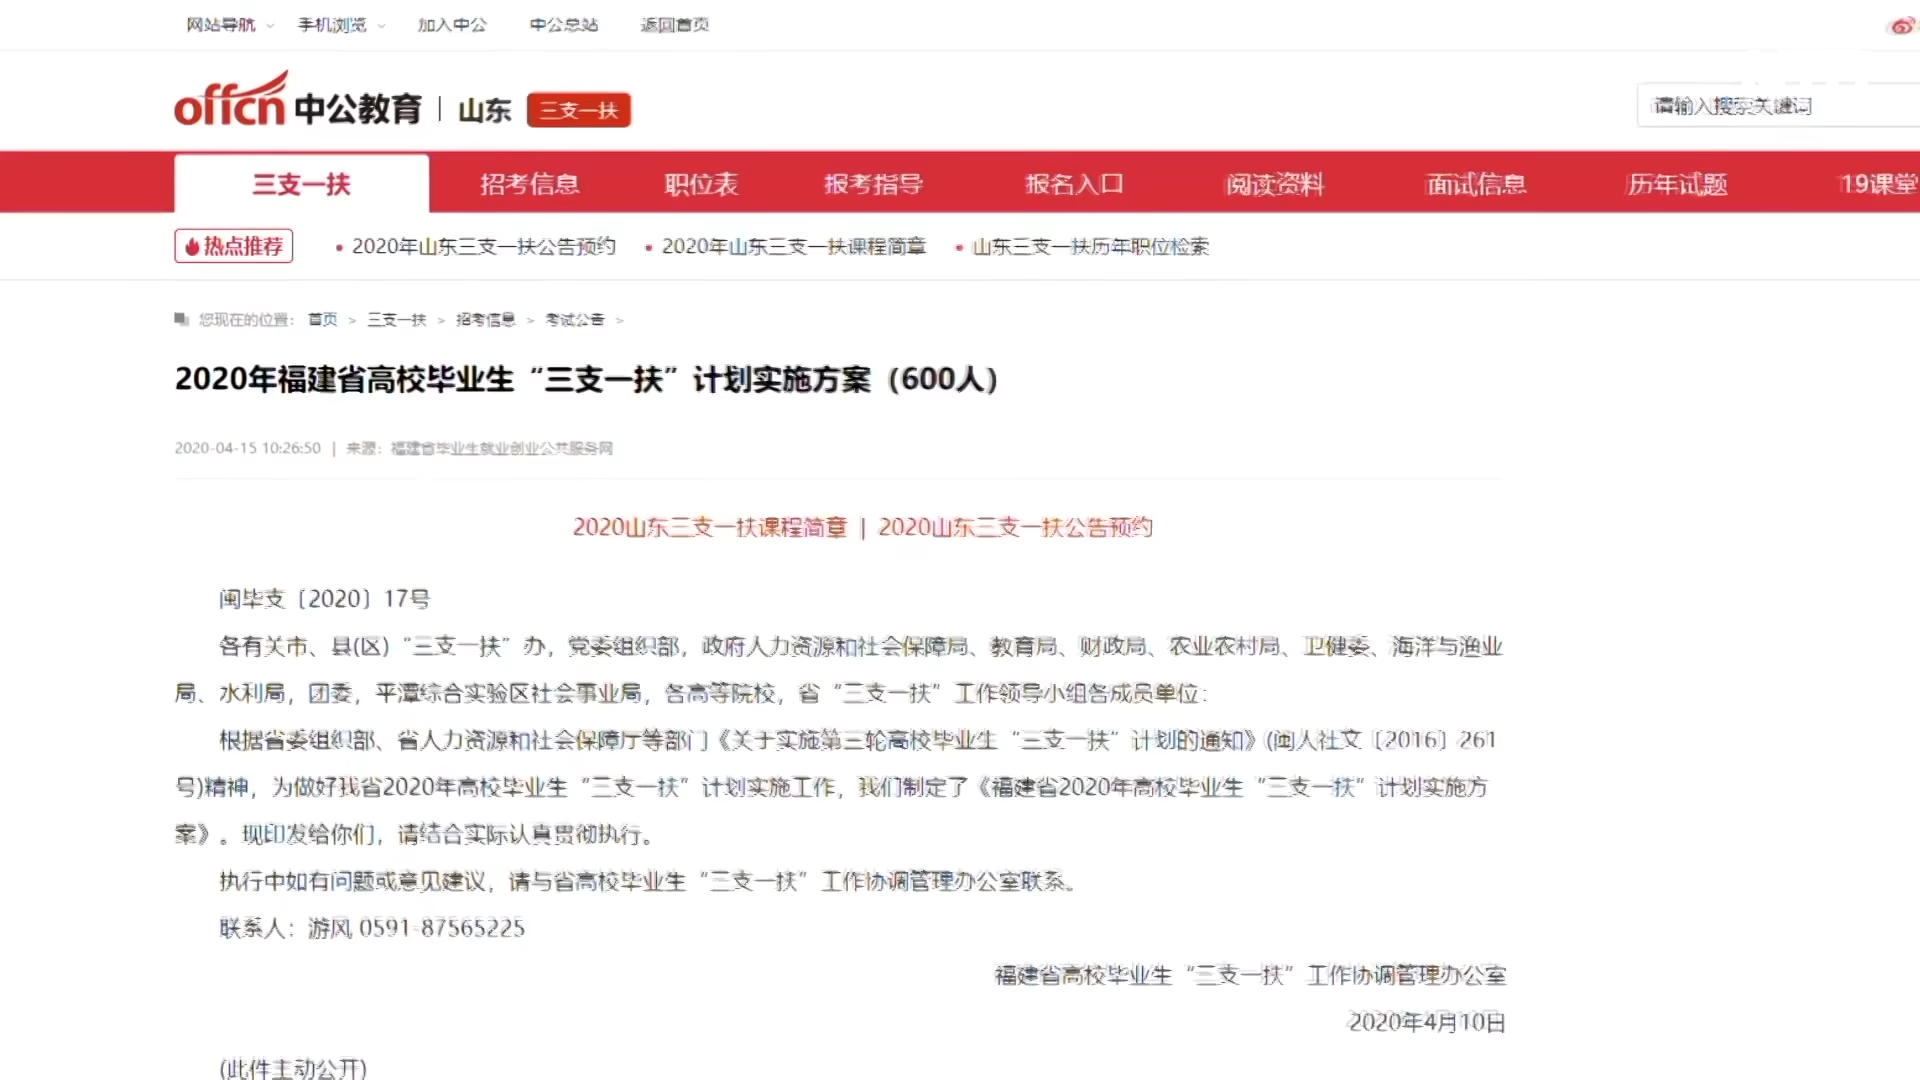 网站导航 手机浏览 加入中公 中公总站 返回首页
offcn 中公教育 | 山东 三支一扶
请输入搜索关键词
三支一扶 招考信息 职位表 报考指导 报名入口 阅读资料 面试信息 历年试题 19课堂
热点推荐 • 2020年山东三支一扶公告预约 • 2020年山东三支一扶课程简章 • 山东三支一扶历年职位检索
您现在的位置： 首页 > 三支一扶 > 招考信息 > 考试公告 >
2020年福建省高校毕业生“三支一扶”计划实施方案（600人）
2020-04-15 10:26:50 | 来源：福建省毕业生就业创业公共服务网
2020山东三支一扶课程简章 | 2020山东三支一扶公告预约
闽毕支〔2020〕17号
各有关市、县(区)“三支一扶”办，党委组织部，政府人力资源和社会保障局、教育局、财政局、农业农村局、卫健委、海洋与渔业
局、水利局，团委，平潭综合实验区社会事业局，各高等院校，省“三支一扶”工作领导小组各成员单位：
根据省委组织部、省人力资源和社会保障厅等部门《关于实施第三轮高校毕业生“三支一扶”计划的通知》(闽人社文〔2016〕261
号)精神，为做好我省2020年高校毕业生“三支一扶”计划实施工作，我们制定了《福建省2020年高校毕业生“三支一扶”计划实施方
案》。现印发给你们，请结合实际认真贯彻执行。
执行中如有问题或意见建议，请与省高校毕业生“三支一扶”工作协调管理办公室联系。
联系人：游风 0591-87565225
福建省高校毕业生“三支一扶”工作协调管理办公室
2020年4月10日
(此件主动公开)